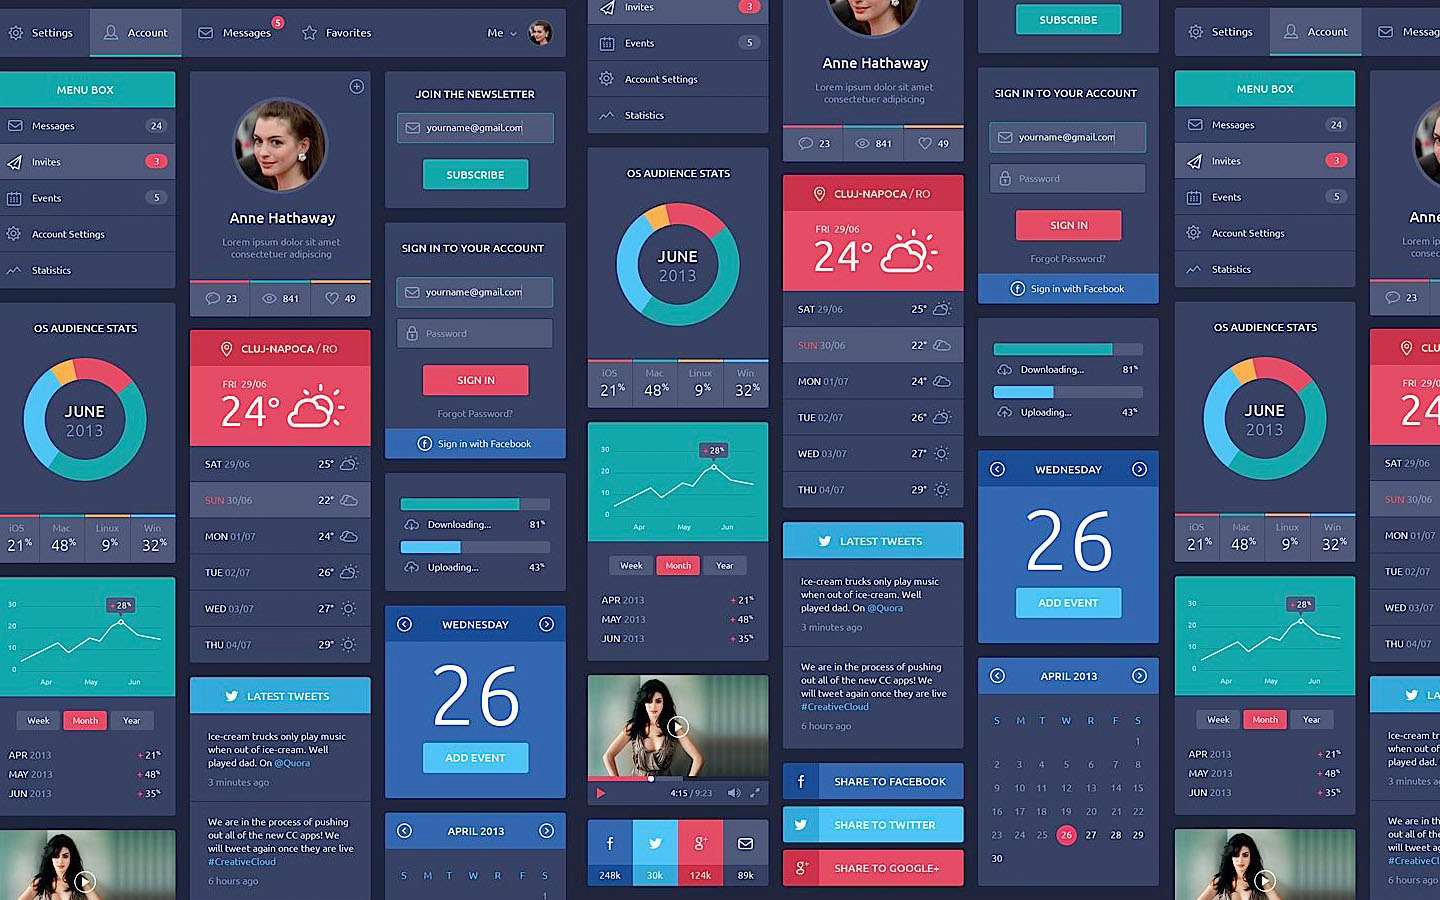 Settings
Account
Messages
5
Favorites
Me
MENU BOX
Messages 24
Invites 3
Events 5
Account Settings
Statistics
OS AUDIENCE STATS
JUNE
2013
iOS Mac Linux Win
21% 48% 9% 32%
30
20
10
0
+ 28%
Apr May Jun
Week Month Year
APR 2013 + 21%
MAY 2013 + 48%
JUN 2013 + 35%
Anne Hathaway
Lorem ipsum dolor sit amet
consectetuer adipiscing
23 841 49
CLUJ-NAPOCA / RO
FRI 29/06
24°
SAT 29/06 25°
SUN 30/06 22°
MON 01/07 24°
TUE 02/07 26°
WED 03/07 27°
THU 04/07 29°
LATEST TWEETS
Ice-cream trucks only play music
when out of ice-cream. Well
played dad. On @Quora
3 minutes ago
We are in the process of pushing
out all of the new CC apps! We
will tweet again once they are live
#CreativeCloud
6 hours ago
JOIN THE NEWSLETTER
yourname@gmail.com
SUBSCRIBE
SIGN IN TO YOUR ACCOUNT
yourname@gmail.com
Password
SIGN IN
Forgot Password?
Sign in with Facebook
Downloading... 81%
Uploading... 43%
WEDNESDAY
26
ADD EVENT
APRIL 2013
S M T W R F S
1
Invites 3
Events 5
Account Settings
Statistics
OS AUDIENCE STATS
JUNE
2013
iOS Mac Linux Win
21% 48% 9% 32%
30
20
10
0
+ 28%
Apr May Jun
Week Month Year
APR 2013 + 21%
MAY 2013 + 48%
JUN 2013 + 35%
4:15 / 9:23
f g+
248k 30k 124k 89k
Anne Hathaway
Lorem ipsum dolor sit amet
consectetuer adipiscing
23 841 49
CLUJ-NAPOCA / RO
FRI 29/06
24°
SAT 29/06 25°
SUN 30/06 22°
MON 01/07 24°
TUE 02/07 26°
WED 03/07 27°
THU 04/07 29°
LATEST TWEETS
Ice-cream trucks only play music
when out of ice-cream. Well
played dad. On @Quora
3 minutes ago
We are in the process of pushing
out all of the new CC apps! We
will tweet again once they are live
#CreativeCloud
6 hours ago
f SHARE TO FACEBOOK
SHARE TO TWITTER
g+ SHARE TO GOOGLE+
SUBSCRIBE
SIGN IN TO YOUR ACCOUNT
yourname@gmail.com
Password
SIGN IN
Forgot Password?
Sign in with Facebook
Downloading... 81%
Uploading... 43%
WEDNESDAY
26
ADD EVENT
APRIL 2013
S M T W R F S
1
2 3 4 5 6 7 8
9 10 11 12 13 14 15
16 17 18 19 20 21 22
23 24 25 26 27 28 29
30
Settings
Account
Messag
MENU BOX
Messages 24
Invites 3
Events 5
Account Settings
Statistics
OS AUDIENCE STATS
JUNE
2013
iOS Mac Linux Win
21% 48% 9% 32%
30
20
10
0
+ 28%
Apr May Jun
Week Month Year
APR 2013 + 21%
MAY 2013 + 48%
JUN 2013 + 35%
Anne
Lorem ip
conse
23
CLU
FRI 29/0
24
SAT 29/06
SUN 30/06
MON 01/07
TUE 02/07
WED 03/07
THU 04/07
LA
Ice-cream tr
when out of
played dad.
3 minutes a
We are in th
out all of the
will tweet ag
#CreativeClo
6 hours ago